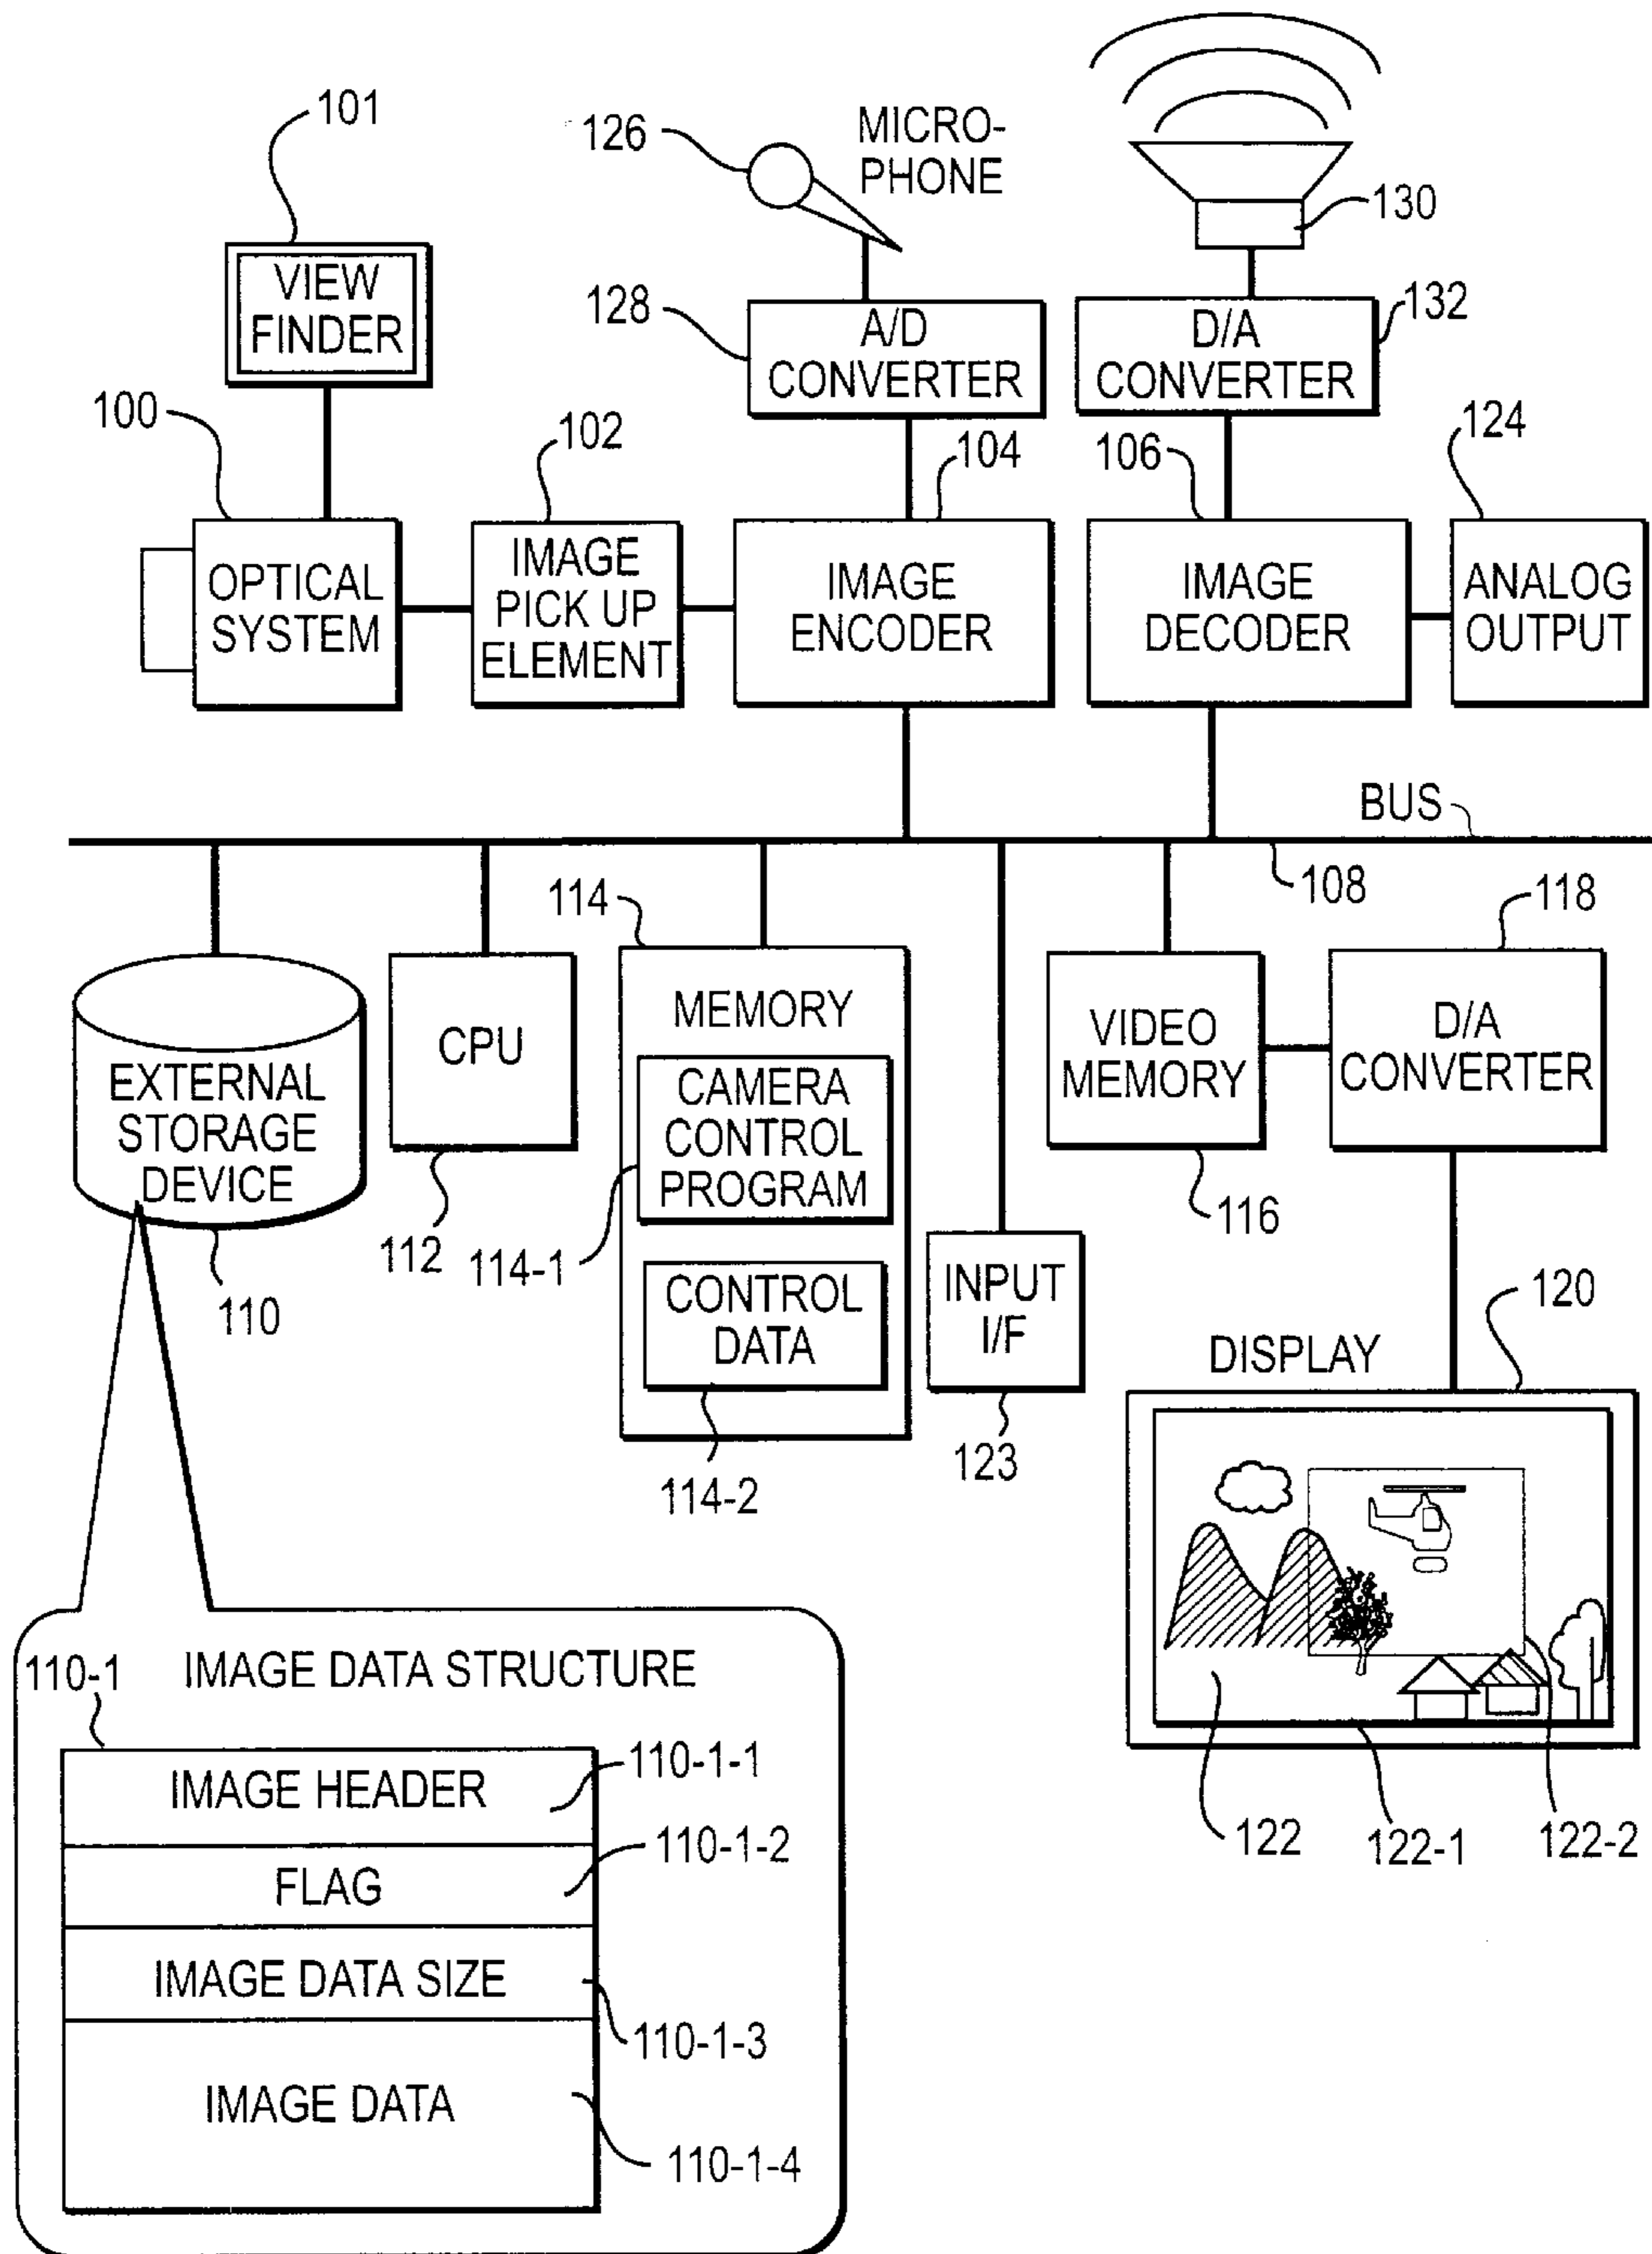 101
126
MICRO-
PHONE
130
VIEW
FINDER
128
A/D
CONVERTER
D/A
CONVERTER
132
100
102
104
106
124
OPTICAL
SYSTEM
IMAGE
PICK UP
ELEMENT
IMAGE
ENCODER
IMAGE
DECODER
ANALOG
OUTPUT
BUS
108
114
118
EXTERNAL
STORAGE
DEVICE
CPU
MEMORY
CAMERA
CONTROL
PROGRAM
VIDEO
MEMORY
D/A
CONVERTER
110
112
114-1
116
CONTROL
DATA
INPUT
I/F
120
DISPLAY
114-2
123
110-1
IMAGE DATA STRUCTURE
IMAGE HEADER
110-1-1
122
122-1
122-2
FLAG
110-1-2
IMAGE DATA SIZE
110-1-3
IMAGE DATA
110-1-4